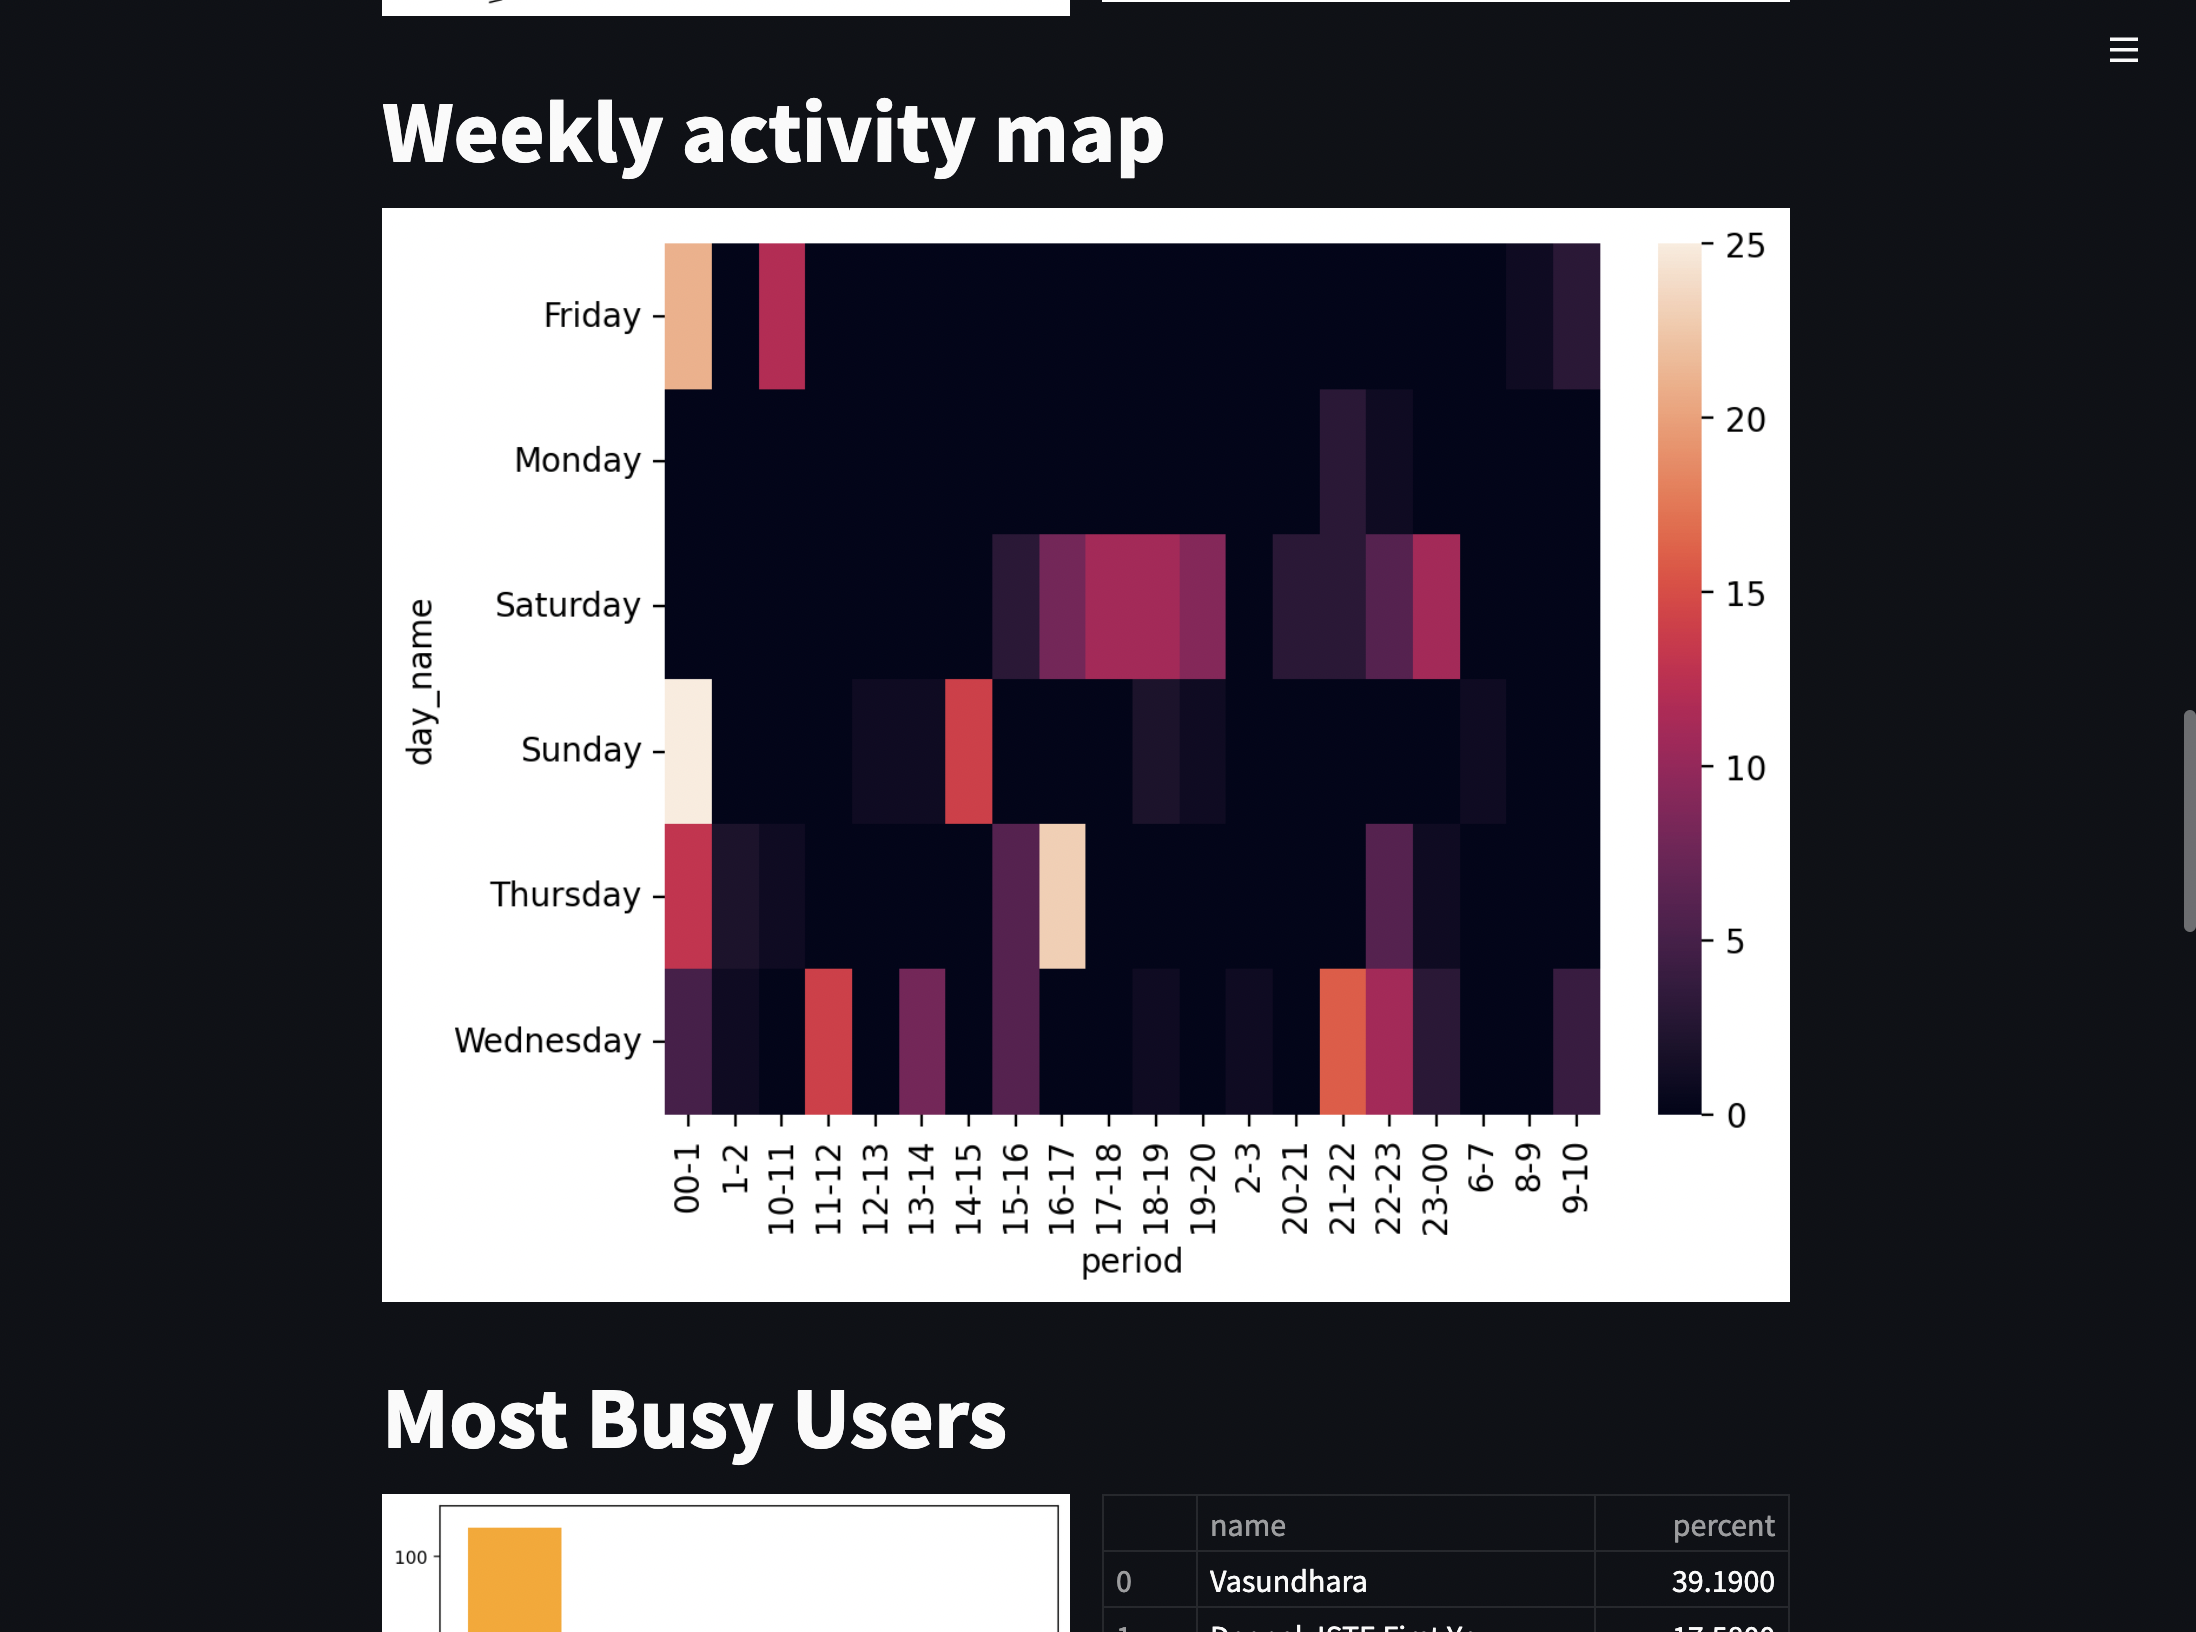 Weekly activity map
25
Friday
20
Monday
15
Saturday
day_name
10
Sunday
5
Thursday
Wednesday
0
00-1
1-2
10-11
11-12
12-13
13-14
14-15
15-16
16-17
17-18
18-19
19-20
2-3
20-21
21-22
22-23
23-00
6-7
8-9
9-10
period
Most Busy Users
100
name percent
0 Vasundhara 39.1900